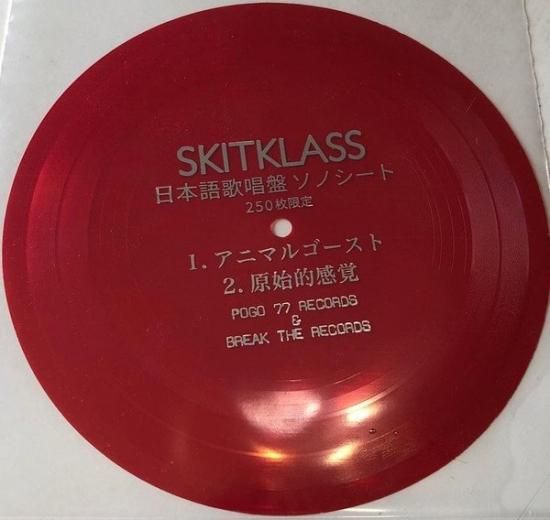 SKITKLASS
日本語歌唱盤 ソノシート
250枚限定
1. アニマルゴースト
2. 原始的感覚
POGO 77 RECORDS
&
BREAK THE RECORDS